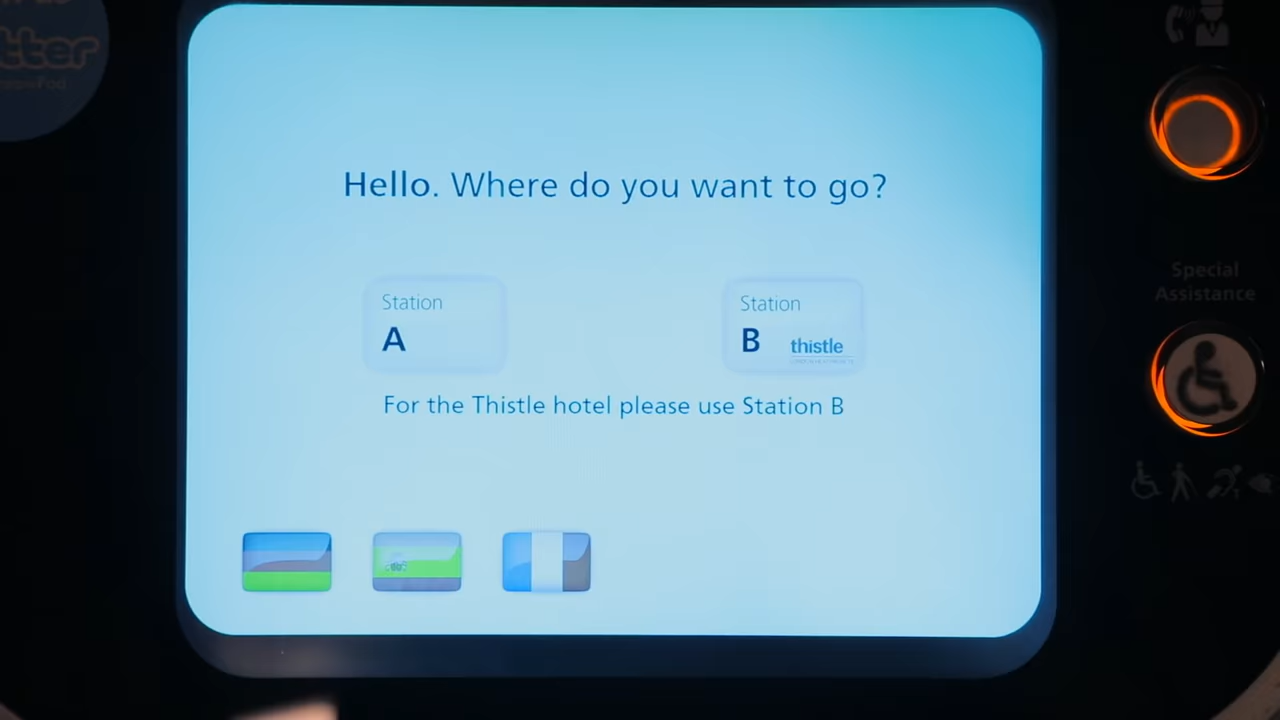 tter
Hello. Where do you want to go?
Station
A
Station
B thistle
For the Thistle hotel please use Station B
Special
Assistance